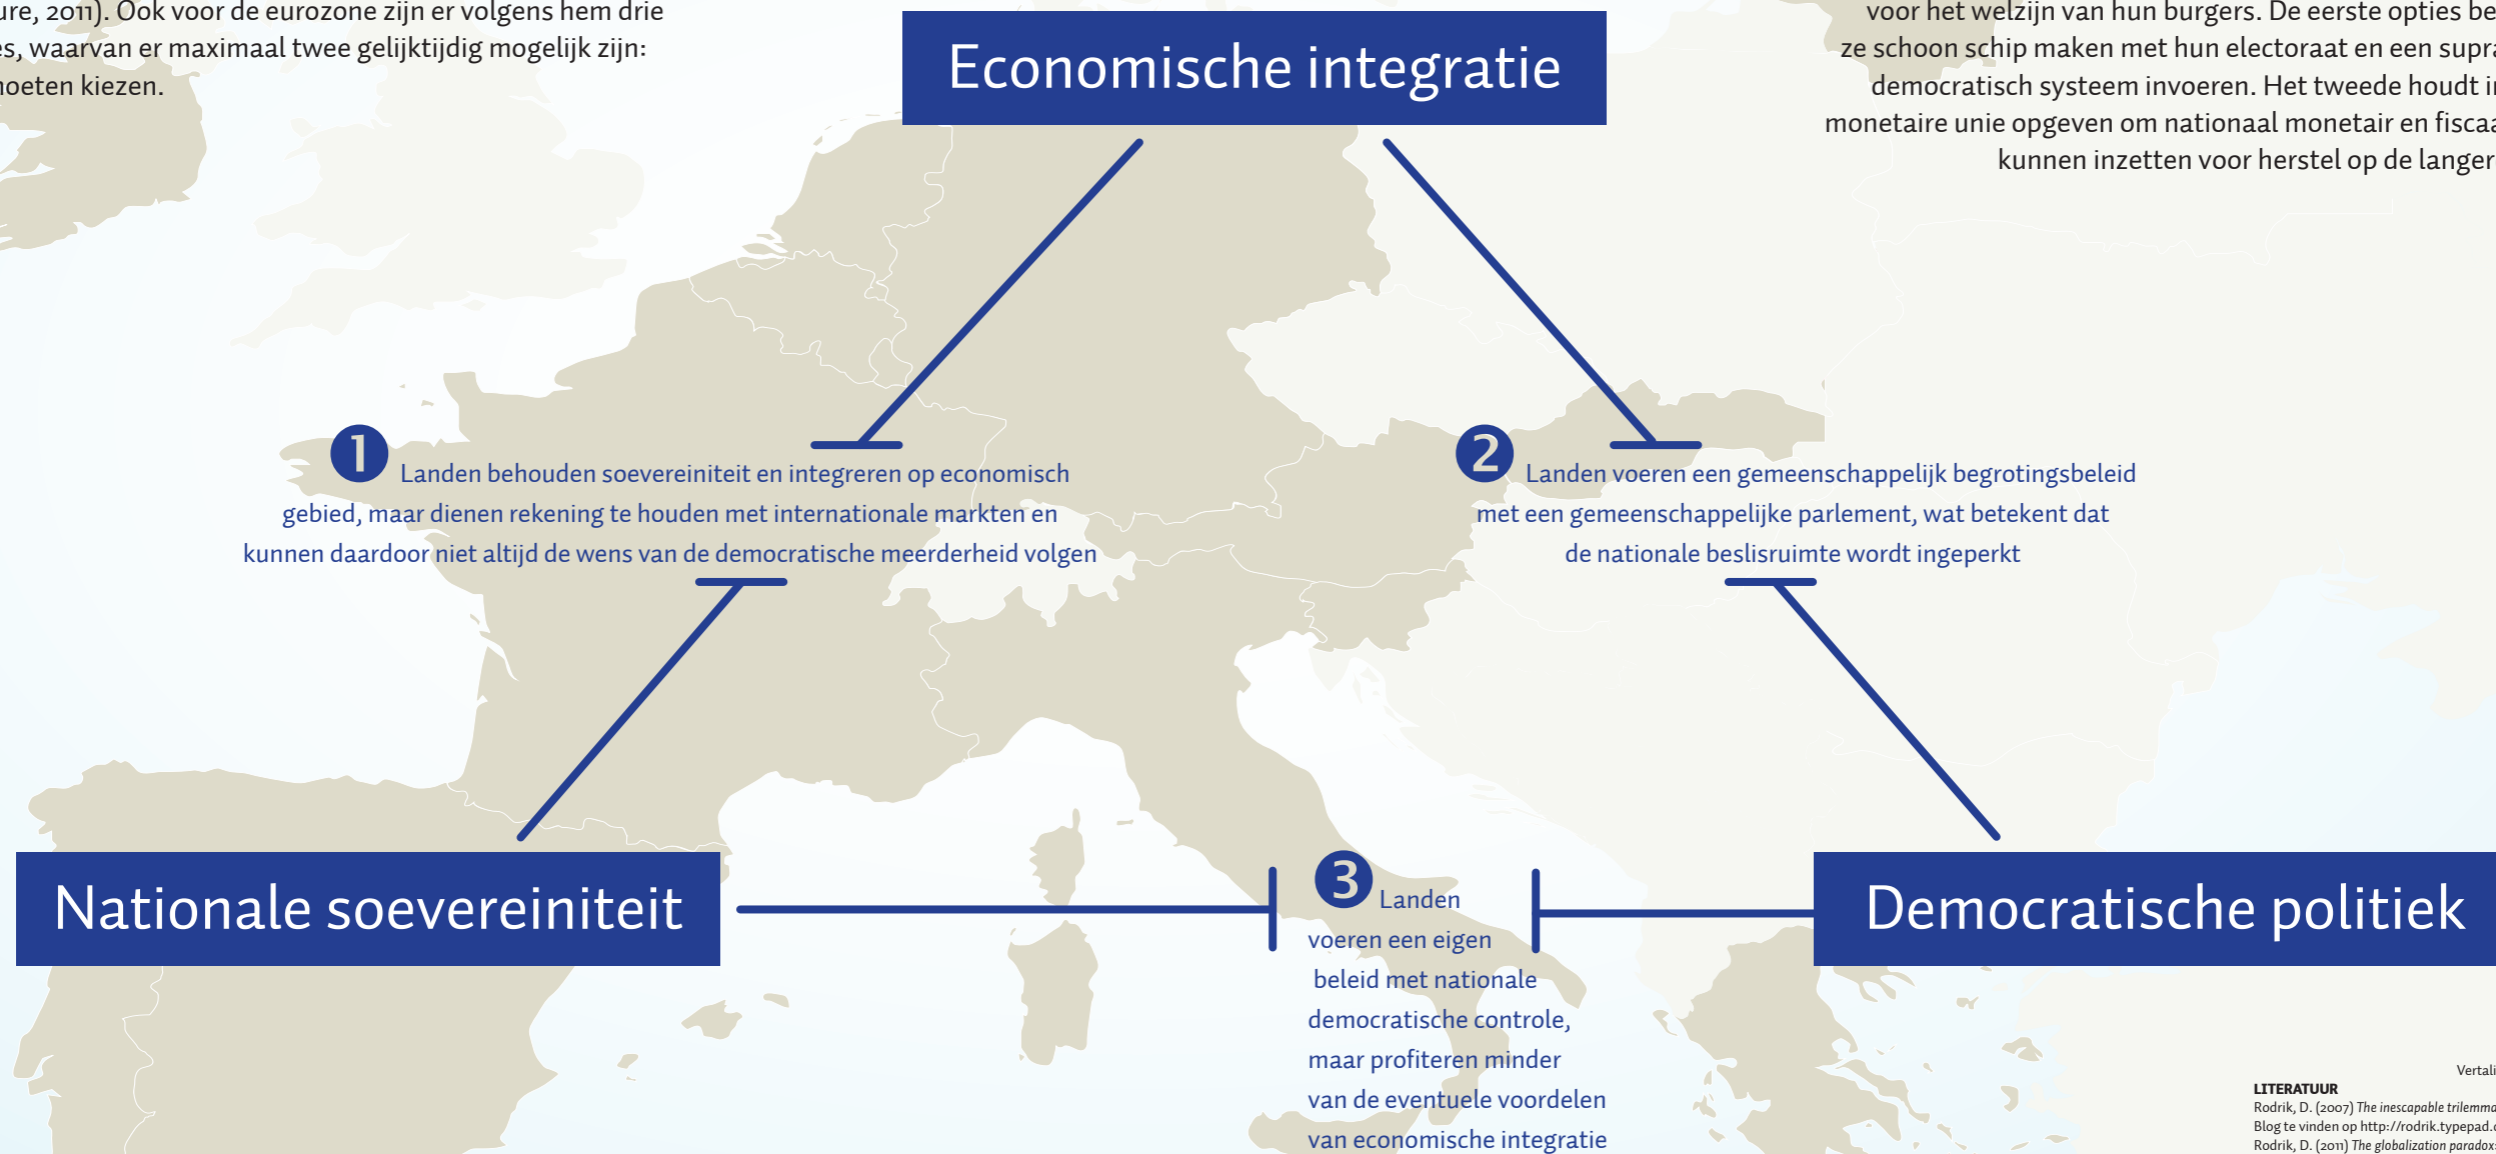 ure, 2011). Ook voor de eurozone zijn er volgens hem drie
es, waarvan er maximaal twee gelijktijdig mogelijk zijn:
moeten kiezen.
voor het welzijn van hun burgers. De eerste opties be
ze schoon schip maken met hun electoraat en een supra
democratisch systeem invoeren. Het tweede houdt in
monetaire unie opgeven om nationaal monetair en fiscaa
kunnen inzetten voor herstel op de langere
Economische integratie
1 Landen behouden soevereiniteit en integreren op economisch
gebied, maar dienen rekening te houden met internationale markten en
kunnen daardoor niet altijd de wens van de democratische meerderheid volgen
2 Landen voeren een gemeenschappelijk begrotingsbeleid
met een gemeenschappelijke parlement, wat betekent dat
de nationale beslisruimte wordt ingeperkt
Nationale soevereiniteit
3 Landen
voeren een eigen
beleid met nationale
democratische controle,
maar profiteren minder
van de eventuele voordelen
van economische integratie
Democratische politiek
Vertali
LITERATUUR
Rodrik, D. (2007) The inescapable trilemma
Blog te vinden op http://rodrik.typepad.c
Rodrik, D. (2011) The globalization paradox: